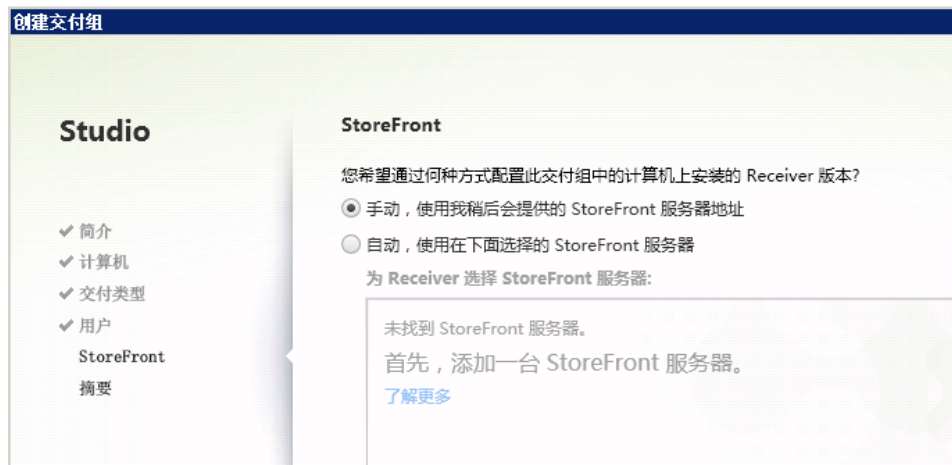 创建交付组
Studio
StoreFront
您希望通过何种方式配置此交付组中的计算机上安装的 Receiver 版本?
手动，使用我稍后会提供的 StoreFront 服务器地址
自动，使用在下面选择的 StoreFront 服务器
为 Receiver 选择 StoreFront 服务器:
未找到 StoreFront 服务器。
首先，添加一台 StoreFront 服务器。
了解更多
简介
计算机
交付类型
用户
StoreFront
摘要